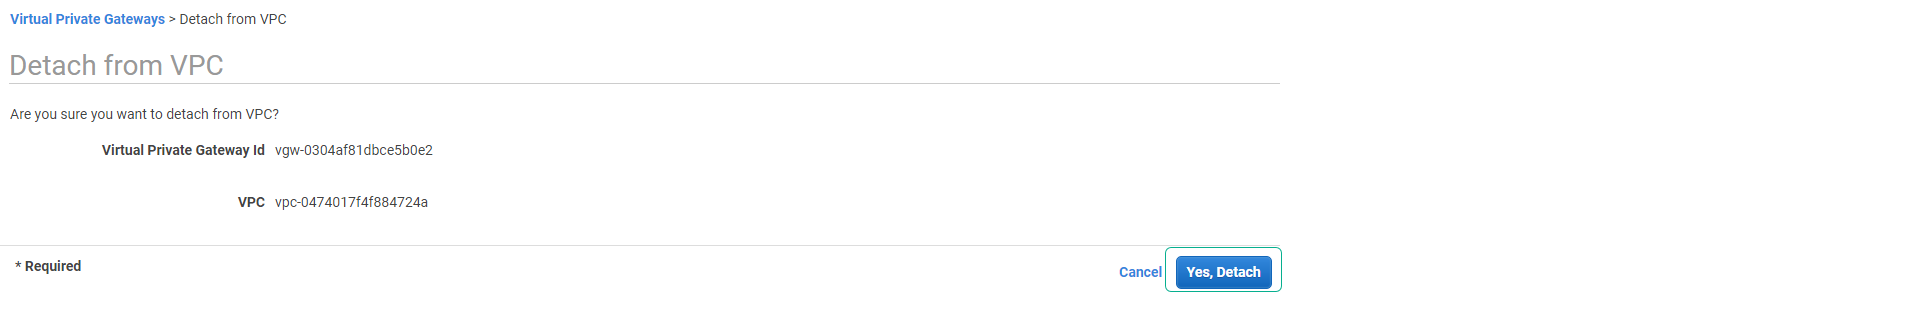 Virtual Private Gateways > Detach from VPC
Detach from VPC
Are you sure you want to detach from VPC?
Virtual Private Gateway Id vgw-0304af81dbce5b0e2
VPC vpc-0474017f4f884724a
* Required
Cancel Yes, Detach